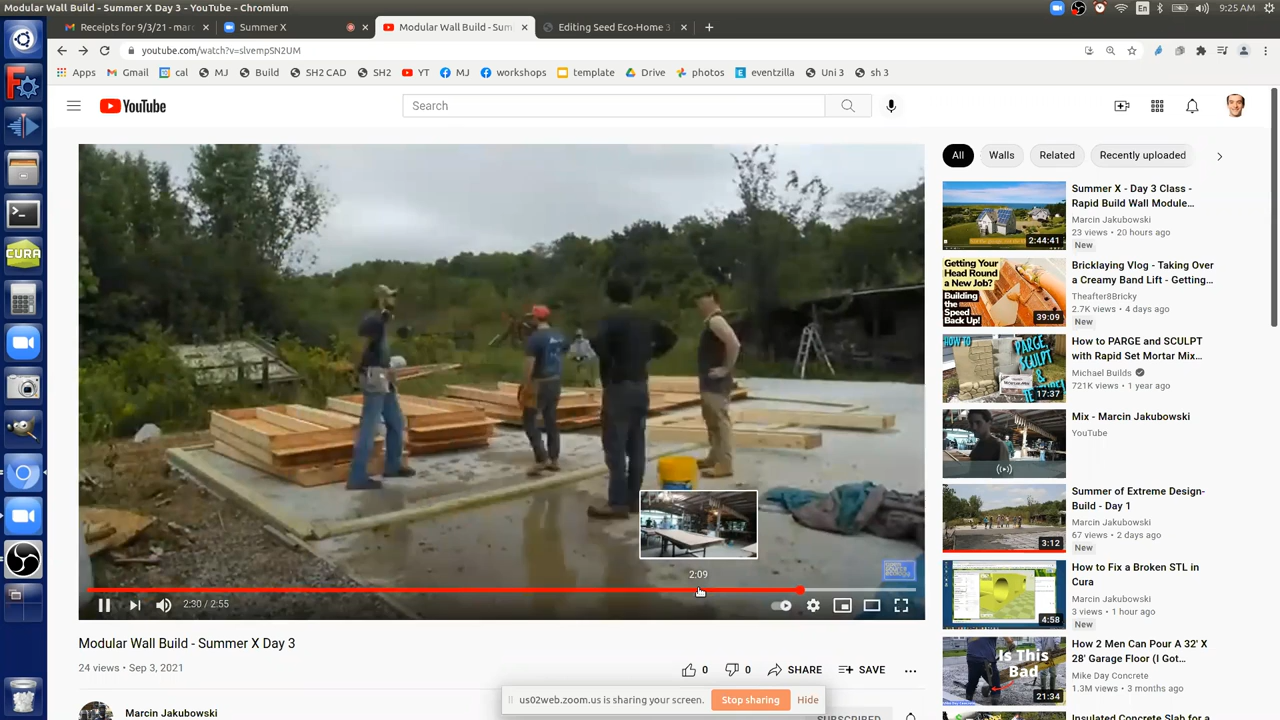 Modular Wall Build - Summer X Day 3 - YouTube - Chromium
En
9:25 AM
Receipts for 9/3/21 - marc
Summer X
Modular Wall Build - Sum
Editing Seed Eco-Home 3
youtube.com/watch?v=slvempSN2UM
Apps
Gmail
cal
MJ
Build
SH2 CAD
SH2
YT
MJ
workshops
template
Drive
photos
eventzilla
Uni 3
sh 3
YouTube
Search
All
Walls
Related
Recently uploaded
CURA
2:09
2:30 / 2:55
Modular Wall Build - Summer X Day 3
24 views • Sep 3, 2021
0
0
SHARE
SAVE
us02web.zoom.us is sharing your screen.
Stop sharing
Hide
Marcin Jakubowski
SUBSCRIBED
2:44:41
Summer X - Day 3 Class -
Rapid Build Wall Module…
Marcin Jakubowski
23 views • 20 hours ago
New
Getting Your
Head Round
a New Job?
Building the
Speed
Back Up!
39:09
Bricklaying Vlog - Taking Over
a Creamy Band Lift - Getting…
Theafter8Bricky
2.7K views • 4 days ago
New
HOW TO
PARGE,
SCULPT
&
17:37
How to PARGE and SCULPT
with Rapid Set Mortar Mix…
Michael Builds
721K views • 1 year ago
Mix - Marcin Jakubowski
YouTube
3:12
Summer of Extreme Design-
Build - Day 1
Marcin Jakubowski
67 views • 2 days ago
New
4:58
How to Fix a Broken STL in
Cura
Marcin Jakubowski
3 views • 1 hour ago
New
Is This
Bad
21:34
How 2 Men Can Pour A 32' X
28' Garage Floor (I Got…
Mike Day Concrete
1.3M views • 3 months ago
Insulated Concrete Slab for a